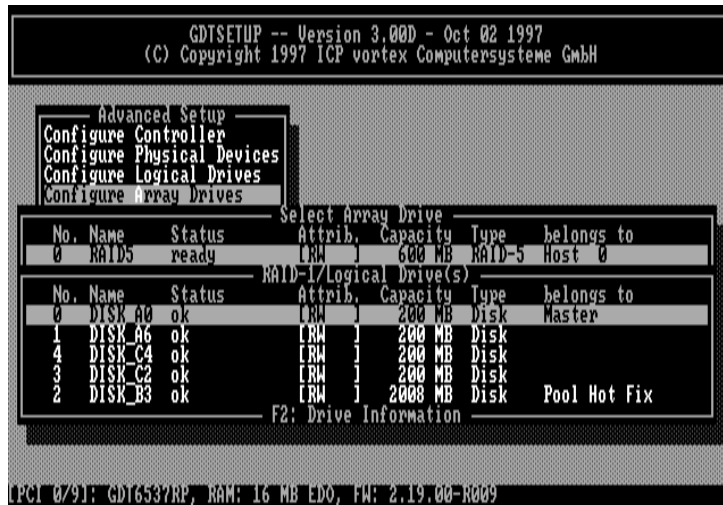 GDTSETUP -- Version 3.00D - Oct 02 1997
(C) Copyright 1997 ICP vortex Computersysteme GmbH
Advanced Setup
Configure Controller
Configure Physical Devices
Configure Logical Drives
Configure Array Drives
Select Array Drive
No. Name Status Attrib. Capacity Type belongs to
0 RAID5 ready [RW ] 600 MB RAID-5 Host 0
RAID-1/Logical Drive(s)
No. Name Status Attrib. Capacity Type belongs to
0 DISK_A0 ok [RW ] 200 MB Disk Master
1 DISK_A6 ok [RW ] 200 MB Disk
4 DISK_C4 ok [RW ] 200 MB Disk
3 DISK_C2 ok [RW ] 200 MB Disk
2 DISK_B3 ok [RW ] 2008 MB Disk Pool Hot Fix
F2: Drive Information
[PCI 0/9]: GDT6537RP, RAM: 16 MB EDO, FW: 2.19.00-R009